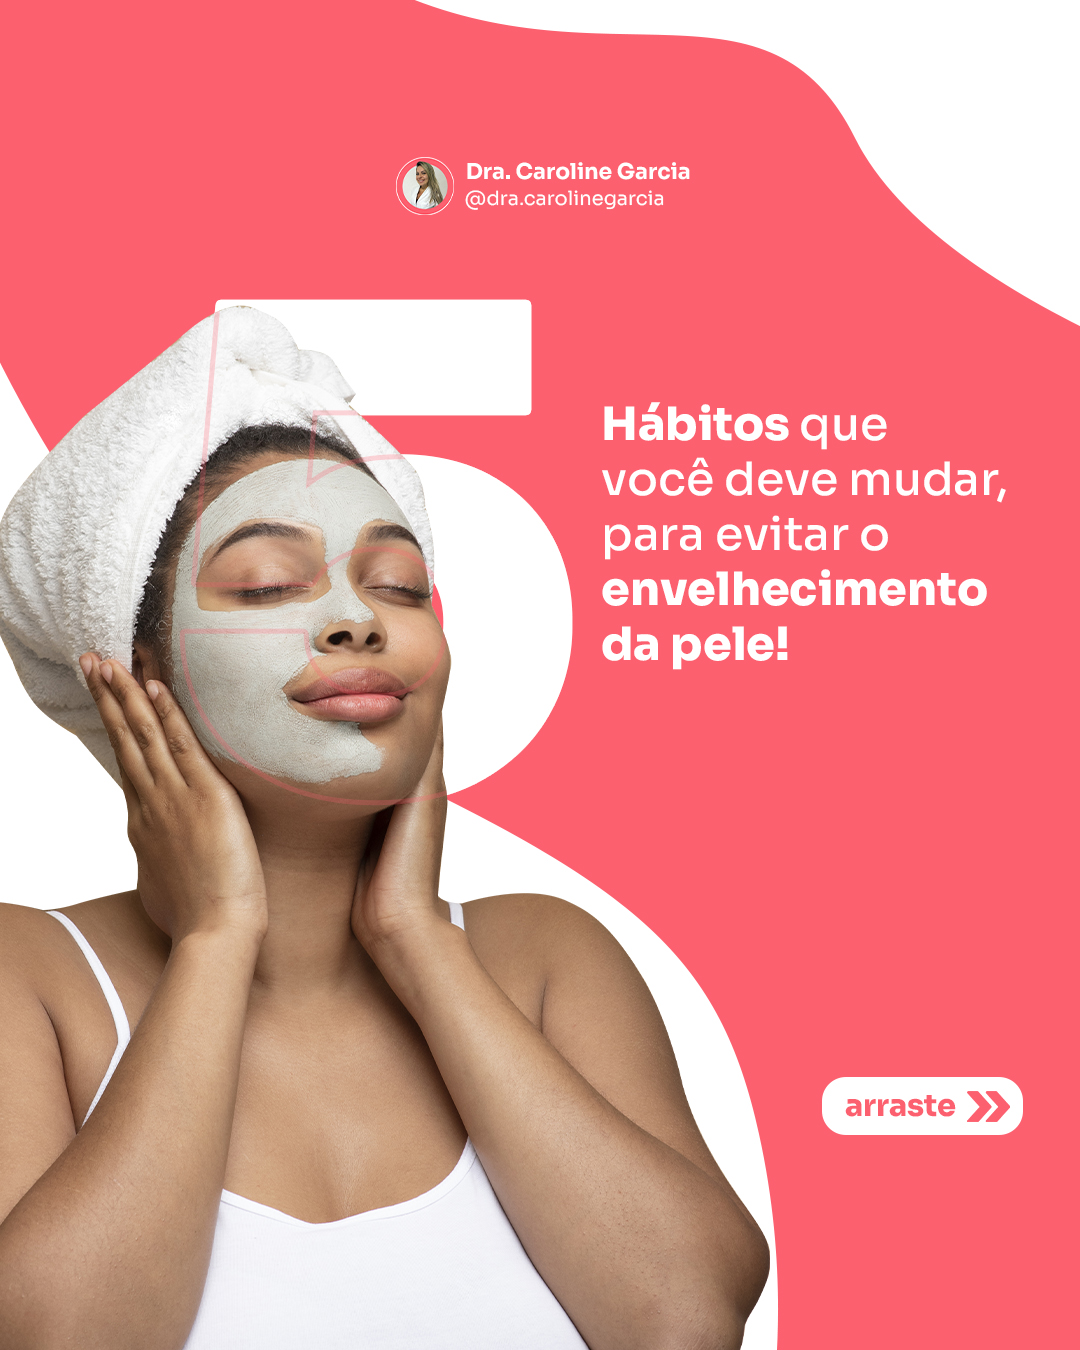 Dra. Caroline Garcia
@dra.carolinegarcia
5
Hábitos que
você deve mudar,
para evitar o
envelhecimento
da pele!
arraste